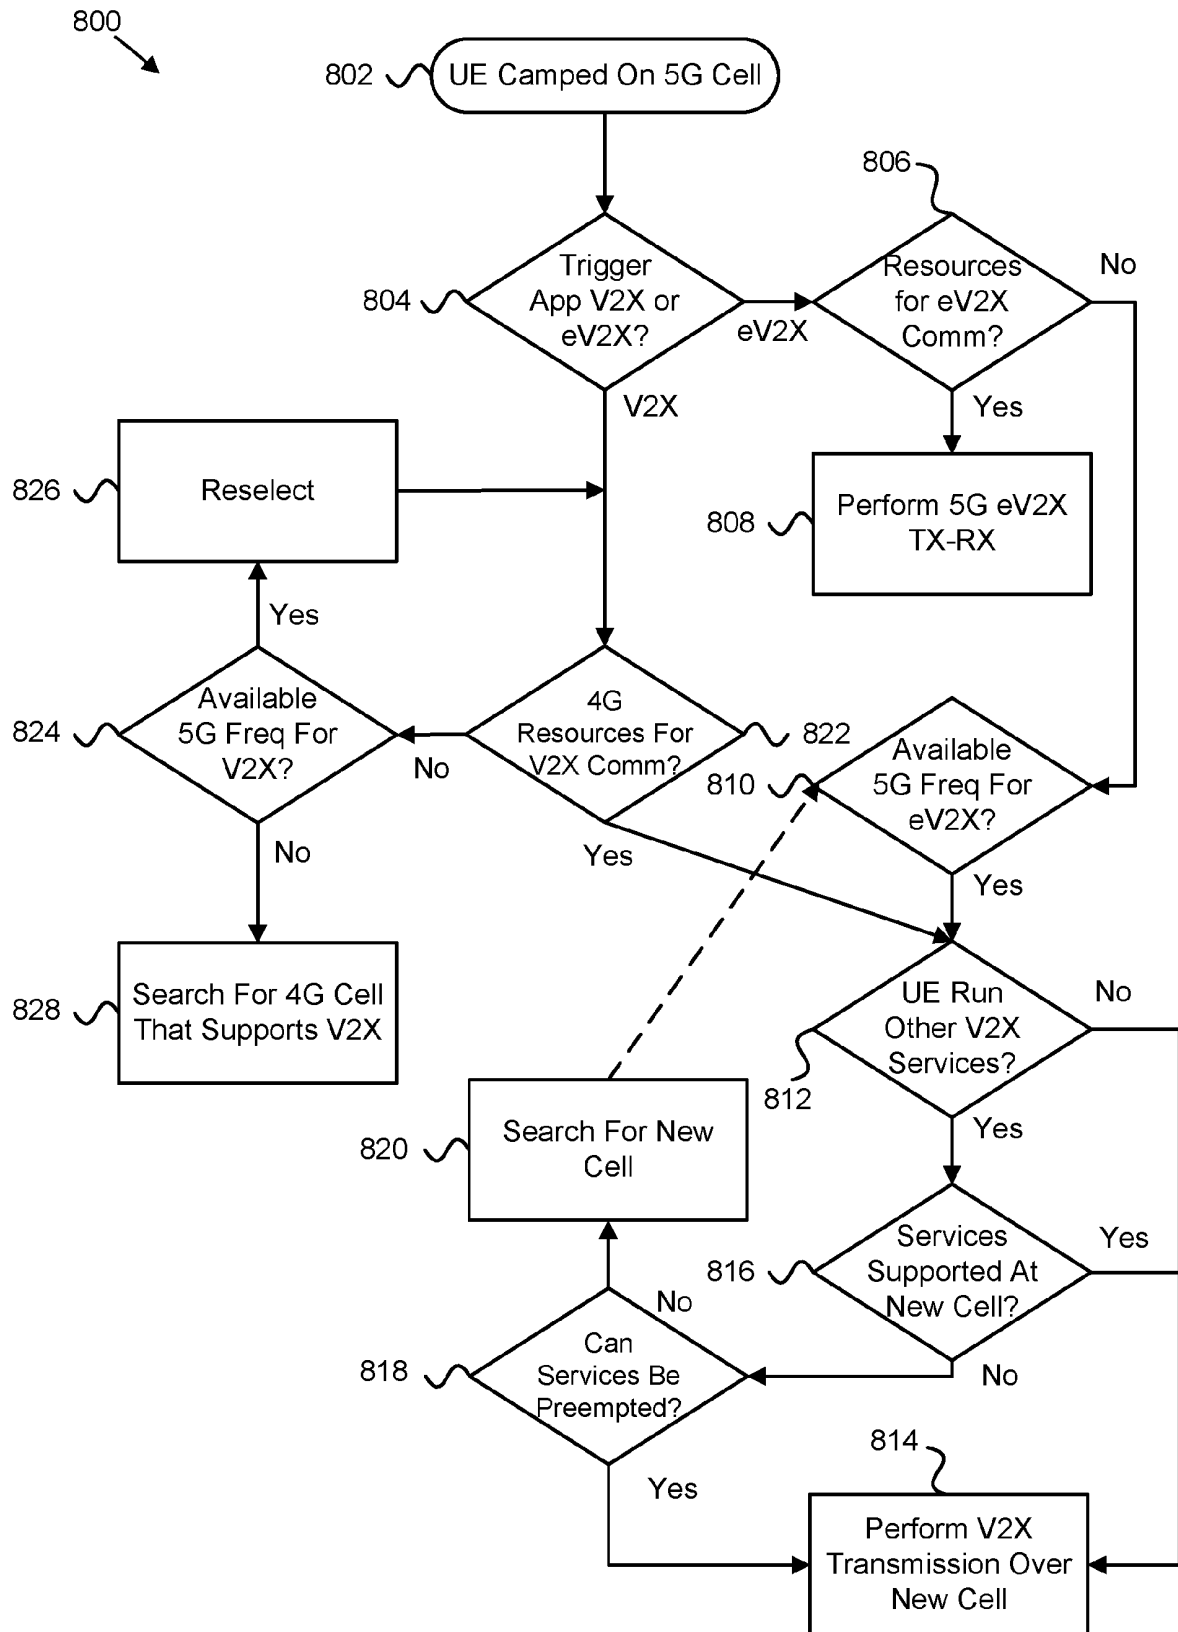 800
802
UE Camped On 5G Cell
806
804
Trigger
App V2X or
eV2X?
eV2X
Resources
for eV2X
Comm?
No
V2X
Yes
826
Reselect
808
Perform 5G eV2X
TX-RX
Yes
824
Available
5G Freq For
V2X?
No
4G
Resources For
V2X Comm?
822
810
Available
5G Freq For
eV2X?
No
Yes
Yes
828
Search For 4G Cell
That Supports V2X
812
UE Run
Other V2X
Services?
No
Yes
820
Search For New
Cell
816
Services
Supported At
New Cell?
Yes
No
No
818
Can
Services Be
Preempted?
Yes
814
Perform V2X
Transmission Over
New Cell